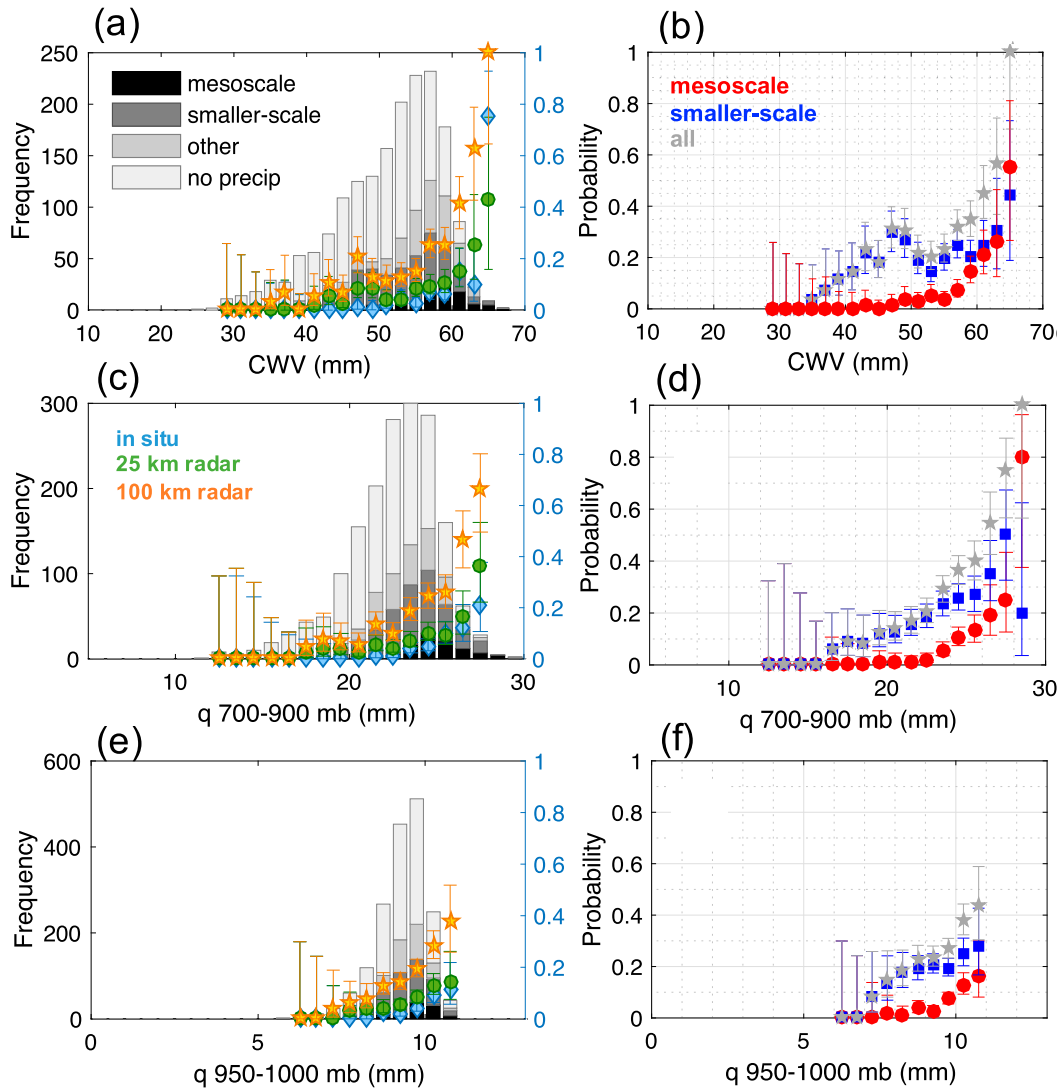 (a)
250
200
150
100
50
0
Frequency
mesoscale
smaller-scale
other
no precip
1
0.8
0.6
0.4
0.2
0
10 20 30 40 50 60 70
CWV (mm)
(b)
1
0.8
0.6
0.4
0.2
0
Probability
mesoscale
smaller-scale
all
10 20 30 40 50 60 70
CWV (mm)
(c)
300
200
100
0
Frequency
in situ
25 km radar
100 km radar
1
0.8
0.6
0.4
0.2
0
10 20 30
q 700-900 mb (mm)
(d)
1
0.8
0.6
0.4
0.2
0
Probability
10 20 30
q 700-900 mb (mm)
(e)
600
400
200
0
Frequency
1
0.8
0.6
0.4
0.2
0
0 5 10
q 950-1000 mb (mm)
(f)
1
0.8
0.6
0.4
0.2
0
Probability
0 5 10
q 950-1000 mb (mm)